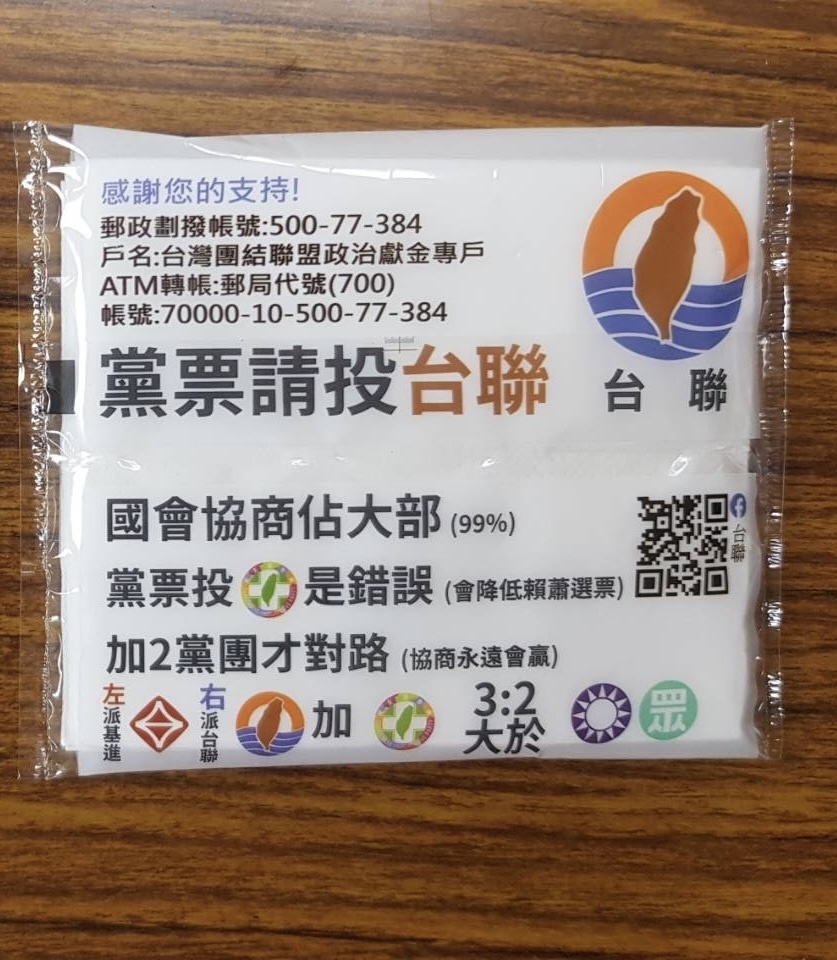 感謝您的支持!
郵政劃撥帳號:500-77-384
戶名:台灣團結聯盟政治獻金專戶
ATM轉帳:郵局代號(700)
帳號:70000-10-500-77-384
黨票請投台聯
台 聯
國會協商佔大部 (99%)
黨票投 是錯誤 (會降低賴蕭選票)
加2黨團才對路 (協商永遠會贏)
台聯
左派基進
右派台聯
加
3:2
大於
眾